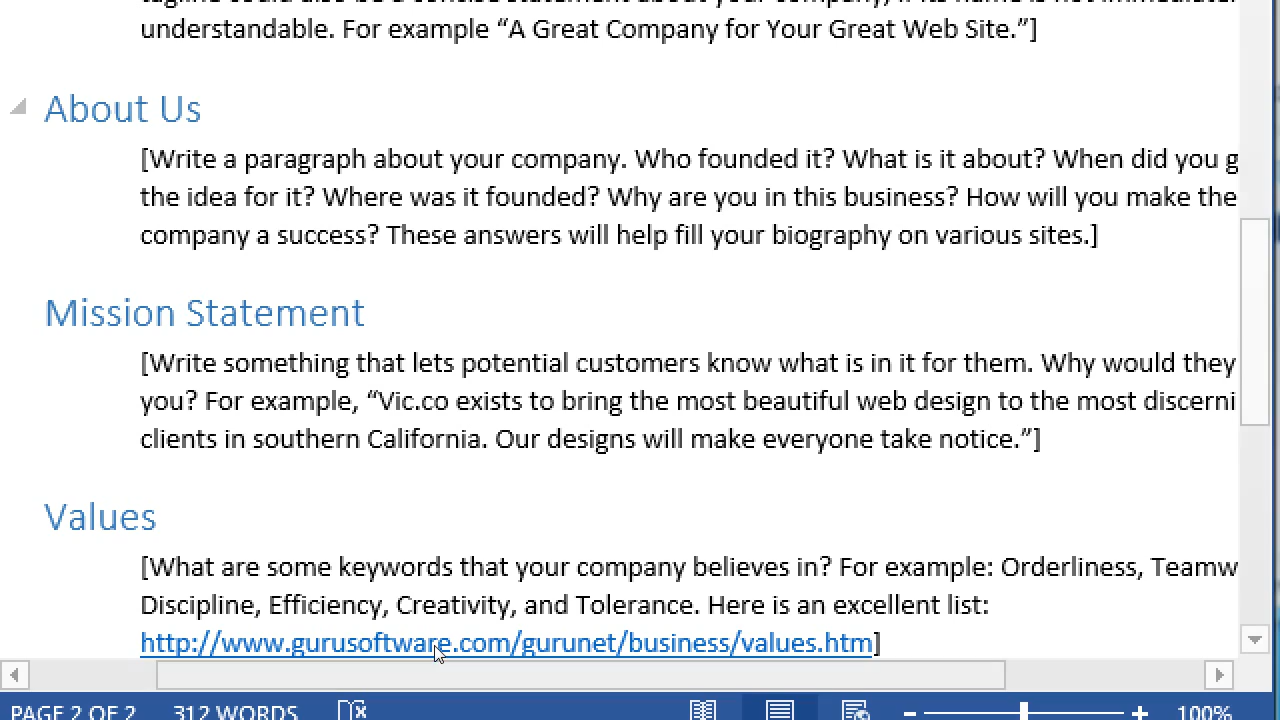 understandable. For example “A Great Company for Your Great Web Site.”]
About Us
[Write a paragraph about your company. Who founded it? What is it about? When did you g
the idea for it? Where was it founded? Why are you in this business? How will you make the
company a success? These answers will help fill your biography on various sites.]
Mission Statement
[Write something that lets potential customers know what is in it for them. Why would they
you? For example, “Vic.co exists to bring the most beautiful web design to the most discerni
clients in southern California. Our designs will make everyone take notice.”]
Values
[What are some keywords that your company believes in? For example: Orderliness, Teamw
Discipline, Efficiency, Creativity, and Tolerance. Here is an excellent list:
http://www.gurusoftware.com/gurunet/business/values.htm]
PAGE 2 OF 2 312 WORDS 100%